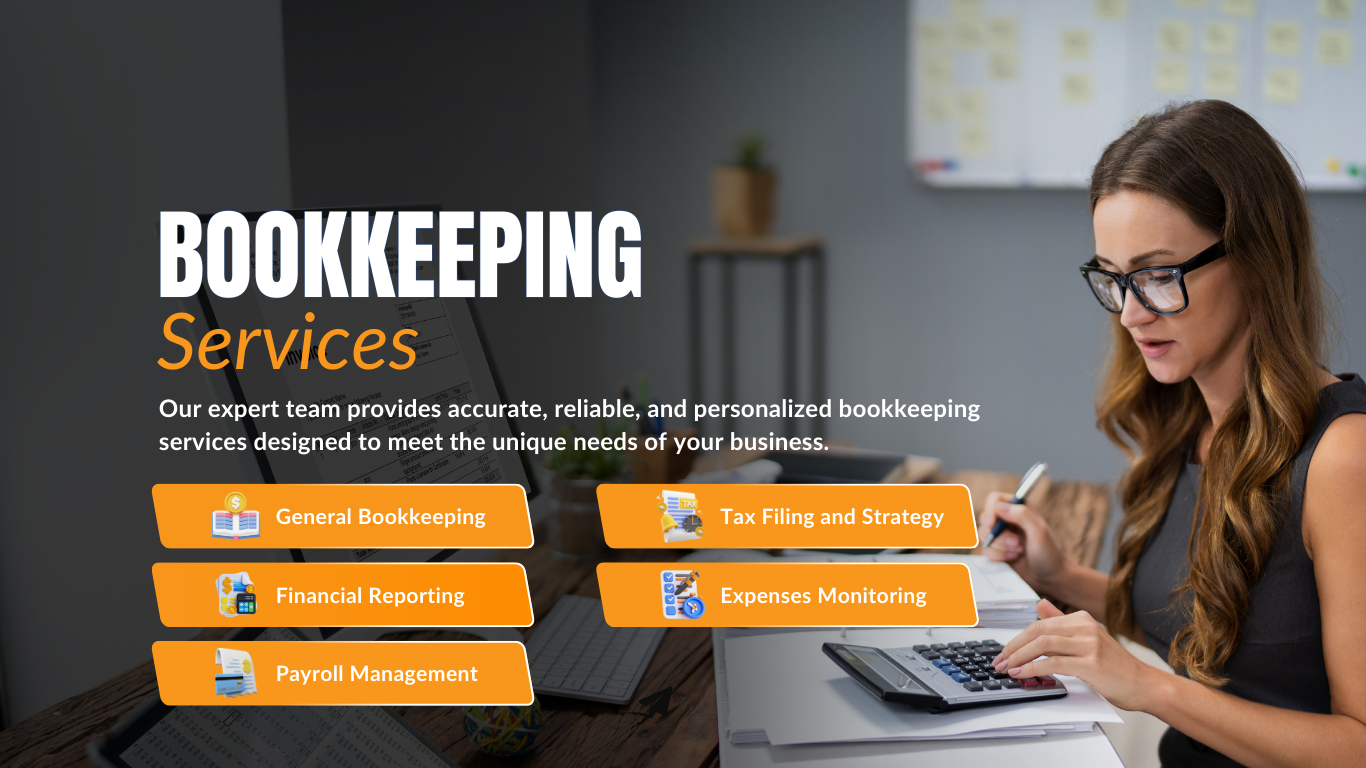 BOOKKEEPING
Services
Our expert team provides accurate, reliable, and personalized bookkeeping
services designed to meet the unique needs of your business.
General Bookkeeping
TAX
Tax Filing and Strategy
Financial Reporting
Expenses Monitoring
Payroll Management